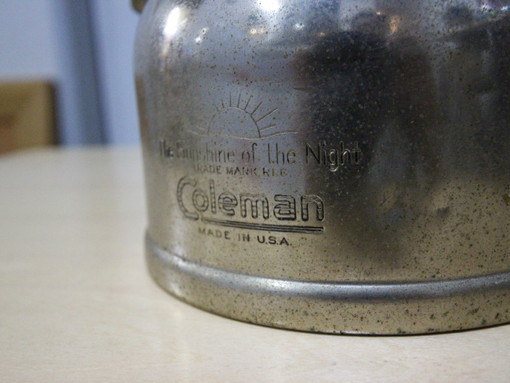 The Sunshine of the Night
TRADE MARK REG.
Coleman
MADE IN U.S.A.